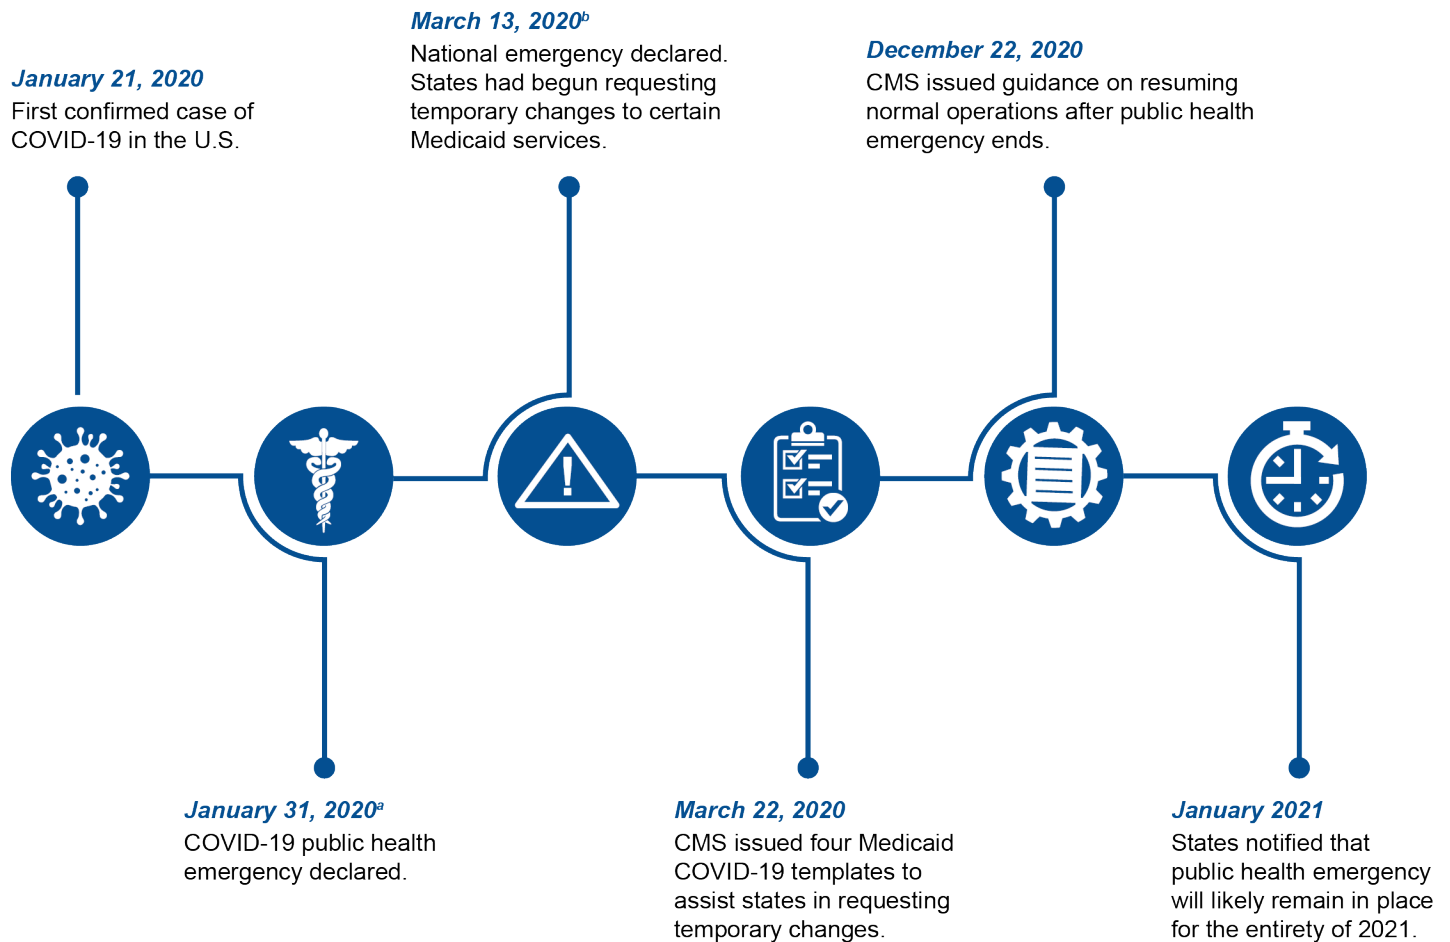 January 21, 2020
First confirmed case of
COVID-19 in the U.S.
January 31, 2020a
COVID-19 public health
emergency declared.
March 13, 2020b
National emergency declared.
States had begun requesting
temporary changes to certain
Medicaid services.
March 22, 2020
CMS issued four Medicaid
COVID-19 templates to
assist states in requesting
temporary changes.
December 22, 2020
CMS issued guidance on resuming
normal operations after public health
emergency ends.
January 2021
States notified that
public health emergency
will likely remain in place
for the entirety of 2021.